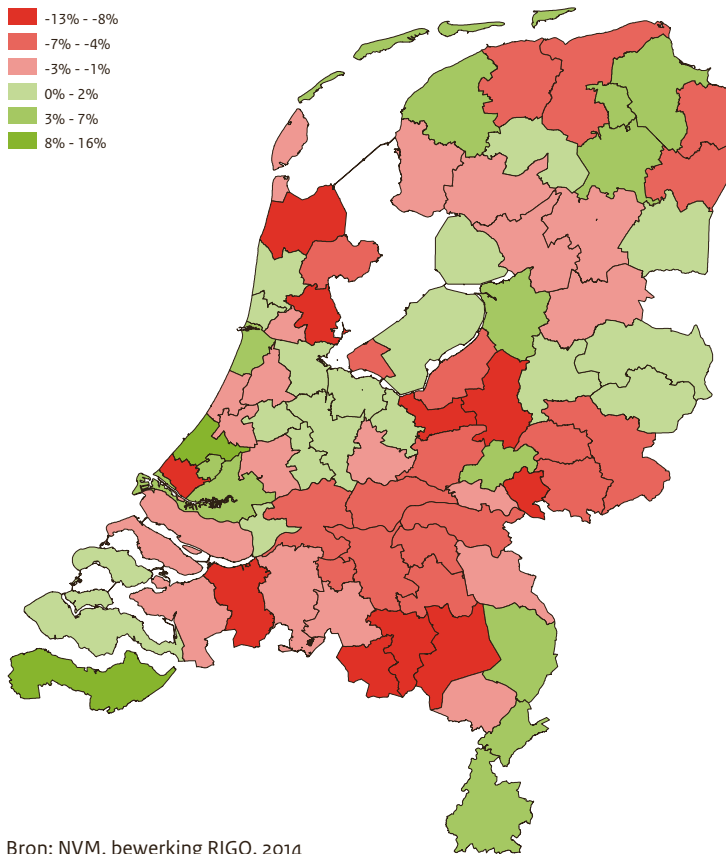 -13% - -8%
-7% - -4%
-3% - -1%
0% - 2%
3% - 7%
8% - 16%
Bron: NVM, bewerking RIGO, 2014